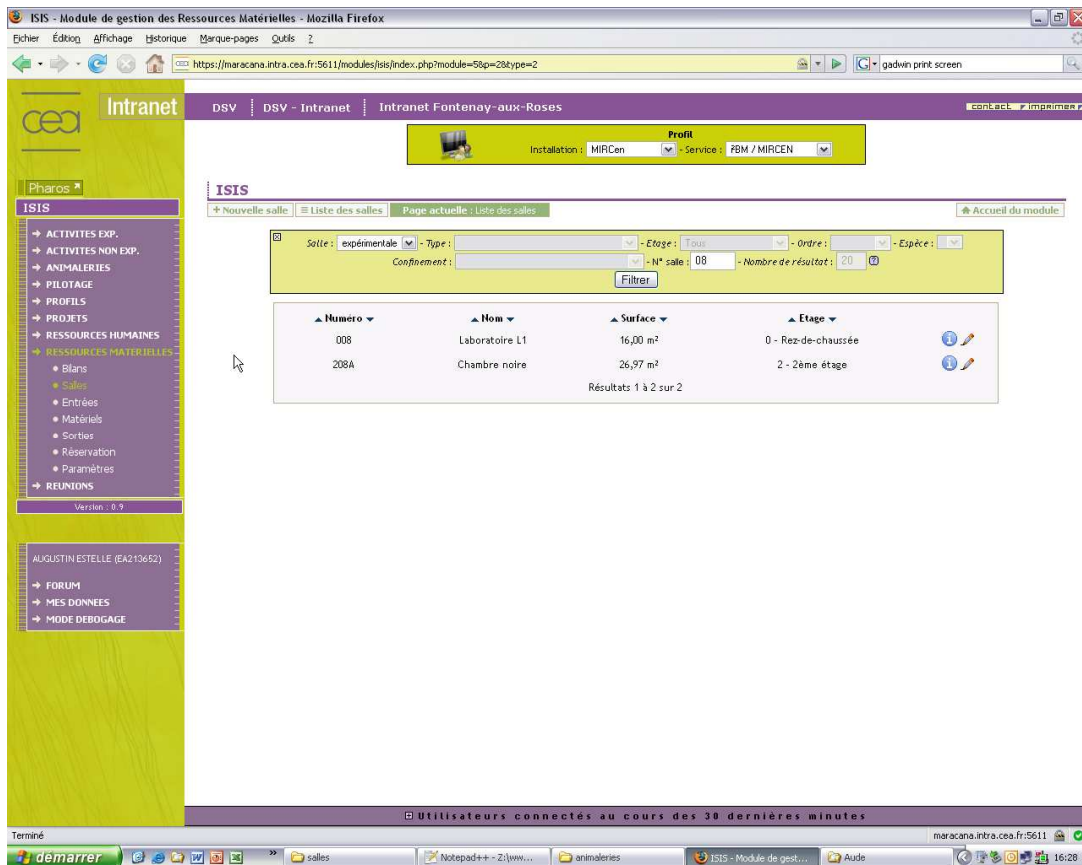 ISIS - Module de gestion des Ressources Matérielles - Mozilla Firefox
Fichier Édition Affichage Historique Marque-pages Outils ?
https://maracana.intra.cea.fr:5611/modules/isis/index.php?module=58&p=28&type=2 gadwin print screen
cea Intranet DSV DSV - Intranet Intranet Fontenay-aux-Roses contact imprimer
Profil
Installation : MIRCen - Service : / MIRCEN
Pharos
ISIS
ISIS
+ Nouvelle salle Liste des salles Page actuelle : Liste des salles Accueil du module
ACTIVITES EXP.
ACTIVITES NON EXP.
ANIMALERIES
PILOTAGE
PROFILS
PROJETS
RESSOURCES HUMAINES
RESSOURCES MATERIELLES
Bilans
Salles
Entrées
Matériels
Sorties
Réservation
Paramètres
REUNIONS
Version : 0.9
Salle : expérimentale - Type : - Etage : Tous - Ordre : - Espèce :
Confinement : - N° salle : 08 - Nombre de résultat : 20
Filtrer
Numéro Nom Surface Etage
008 Laboratoire L1 16,00 m² 0 - Rez-de-chaussée
208A Chambre noire 26,97 m² 2 - 2ème étage
Résultats 1 à 2 sur 2
AUGUSTIN ESTELLE (EA213652)
FORUM
MES DONNEES
MODE DEBOGAGE
Utilisateurs connectés au cours des 30 dernières minutes
Terminé maracana.intra.cea.fr:5611
démarrer » salles Notepad++ - Z:\ww... animaleries ISIS - Module de gest... Aude 16:28